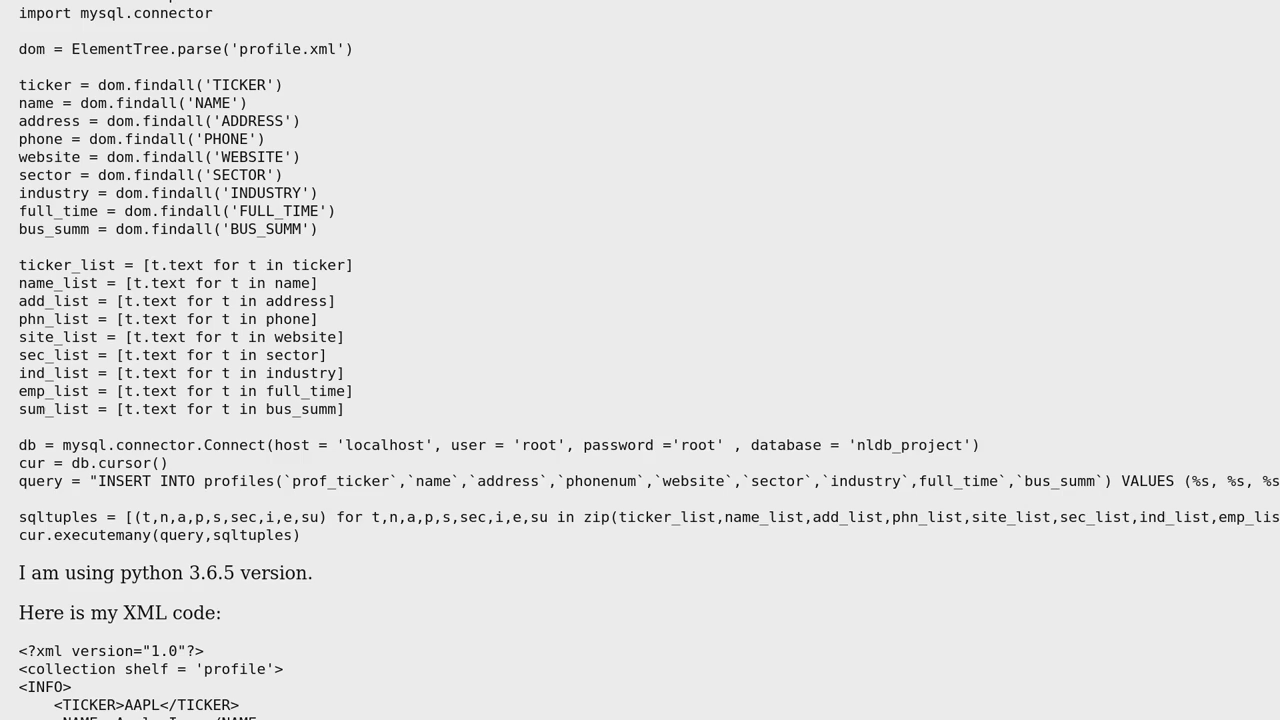 import mysql.connector
dom = ElementTree.parse('profile.xml')
ticker = dom.findall('TICKER')
name = dom.findall('NAME')
address = dom.findall('ADDRESS')
phone = dom.findall('PHONE')
website = dom.findall('WEBSITE')
sector = dom.findall('SECTOR')
industry = dom.findall('INDUSTRY')
full_time = dom.findall('FULL_TIME')
bus_summ = dom.findall('BUS_SUMM')
ticker_list = [t.text for t in ticker]
name_list = [t.text for t in name]
add_list = [t.text for t in address]
phn_list = [t.text for t in phone]
site_list = [t.text for t in website]
sec_list = [t.text for t in sector]
ind_list = [t.text for t in industry]
emp_list = [t.text for t in full_time]
sum_list = [t.text for t in bus_summ]
db = mysql.connector.Connect(host = 'localhost', user = 'root', password ='root' , database = 'nldb_project')
cur = db.cursor()
query = "INSERT INTO profiles(`prof_ticker`,`name`,`address`,`phonenum`,`website`,`sector`,`industry`,full_time`,`bus_summ`) VALUES (%s, %s, %s
sqltuples = [(t,n,a,p,s,sec,i,e,su) for t,n,a,p,s,sec,i,e,su in zip(ticker_list,name_list,add_list,phn_list,site_list,sec_list,ind_list,emp_lis
cur.executemany(query,sqltuples)
I am using python 3.6.5 version.
Here is my XML code:
<?xml version="1.0"?>
<collection shelf = 'profile'>
<INFO>
<TICKER>AAPL</TICKER>